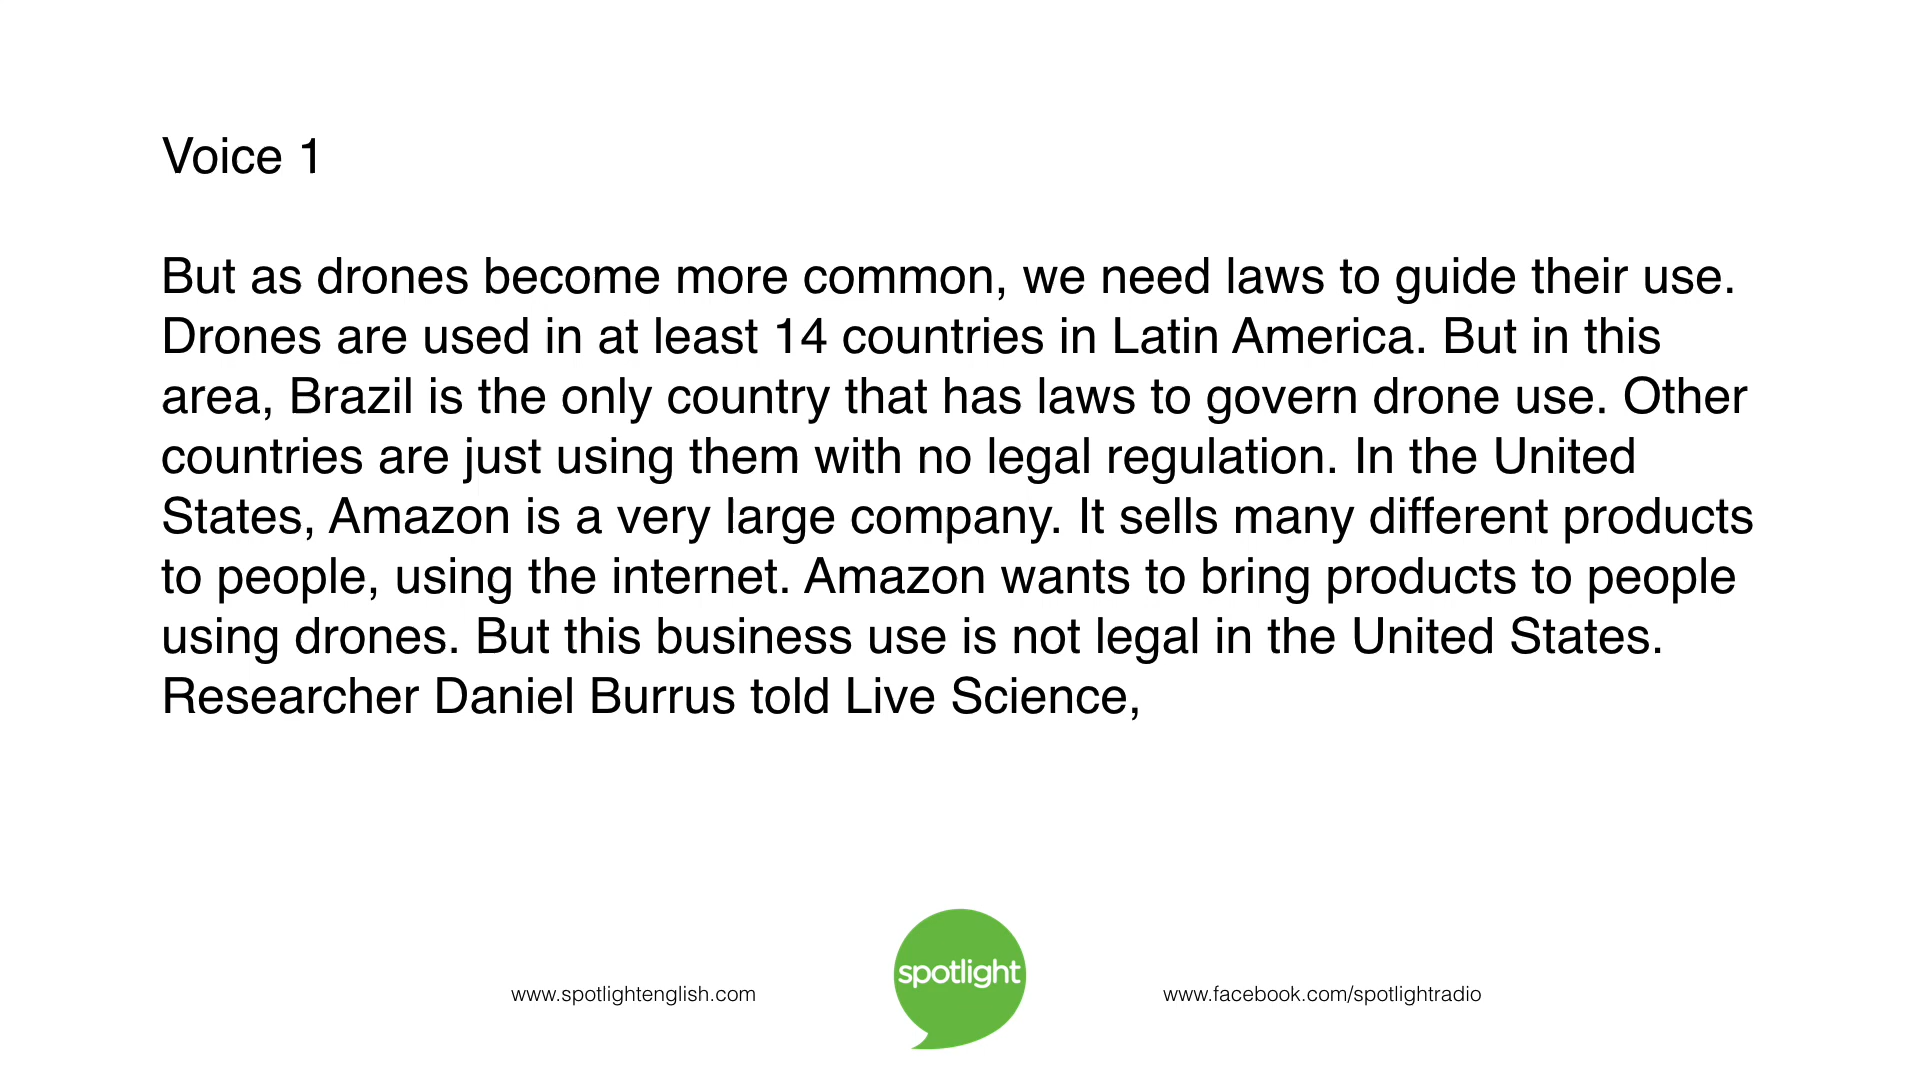 Voice 1
But as drones become more common, we need laws to guide their use.
Drones are used in at least 14 countries in Latin America. But in this
area, Brazil is the only country that has laws to govern drone use. Other
countries are just using them with no legal regulation. In the United
States, Amazon is a very large company. It sells many different products
to people, using the internet. Amazon wants to bring products to people
using drones. But this business use is not legal in the United States.
Researcher Daniel Burrus told Live Science,
www.spotlightenglish.com
spotlight
www.facebook.com/spotlightradio